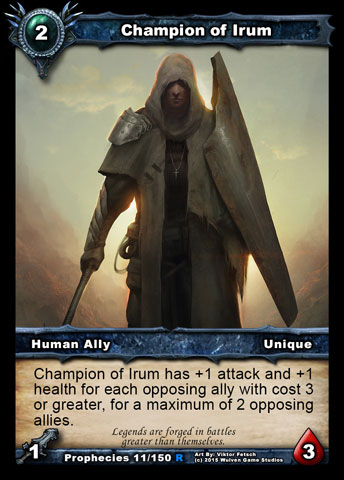 2
Champion of Irum
Human Ally
Unique
Champion of Irum has +1 attack and +1
health for each opposing ally with cost 3
or greater, for a maximum of 2 opposing
allies.
Legends are forged in battles
greater than themselves.
1
Prophecies 11/150 R
Art By: Viktor Fetsch
(c) 2015 Wulven Game Studios
3